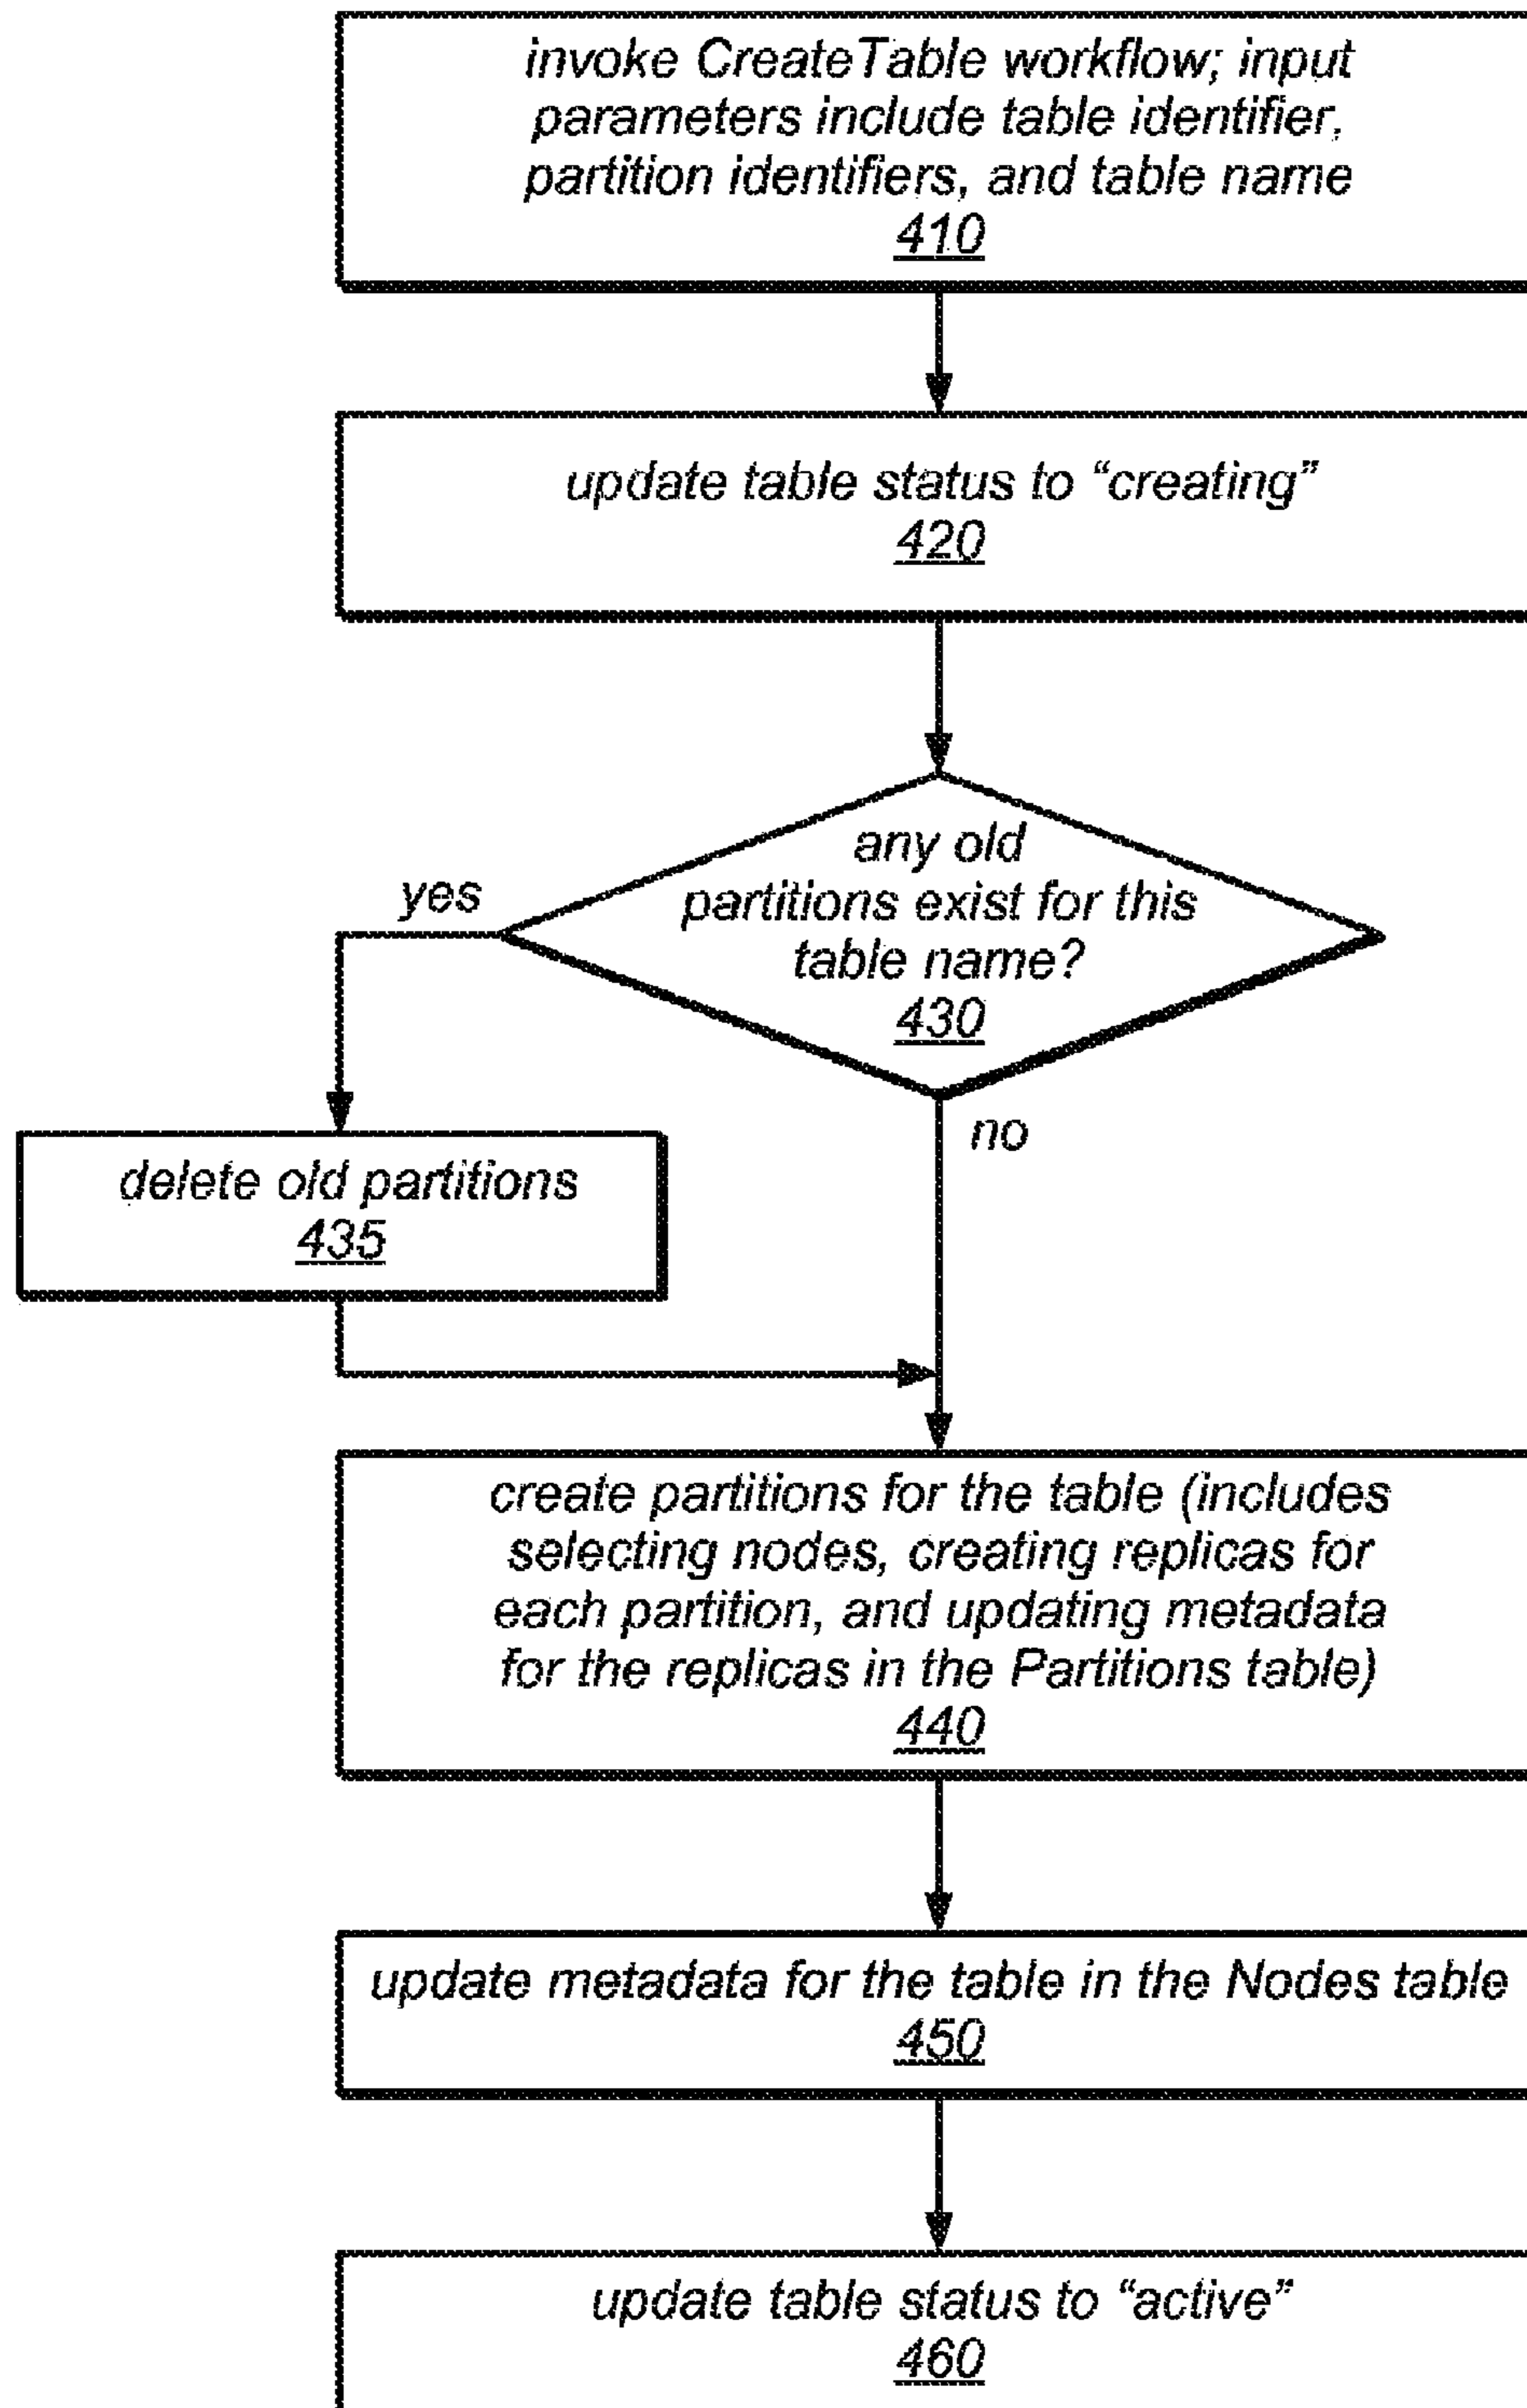 invoke CreateTable workflow; input
parameters include table identifier,
partition identifiers, and table name
410
update table status to “creating”
420
any old
partitions exist for this
table name?
430
yes
no
delete old partitions
435
create partitions for the table (includes
selecting nodes, creating replicas for
each partition, and updating metadata
for the replicas in the Partitions table)
440
update metadata for the table in the Nodes table
450
update table status to “active”
460